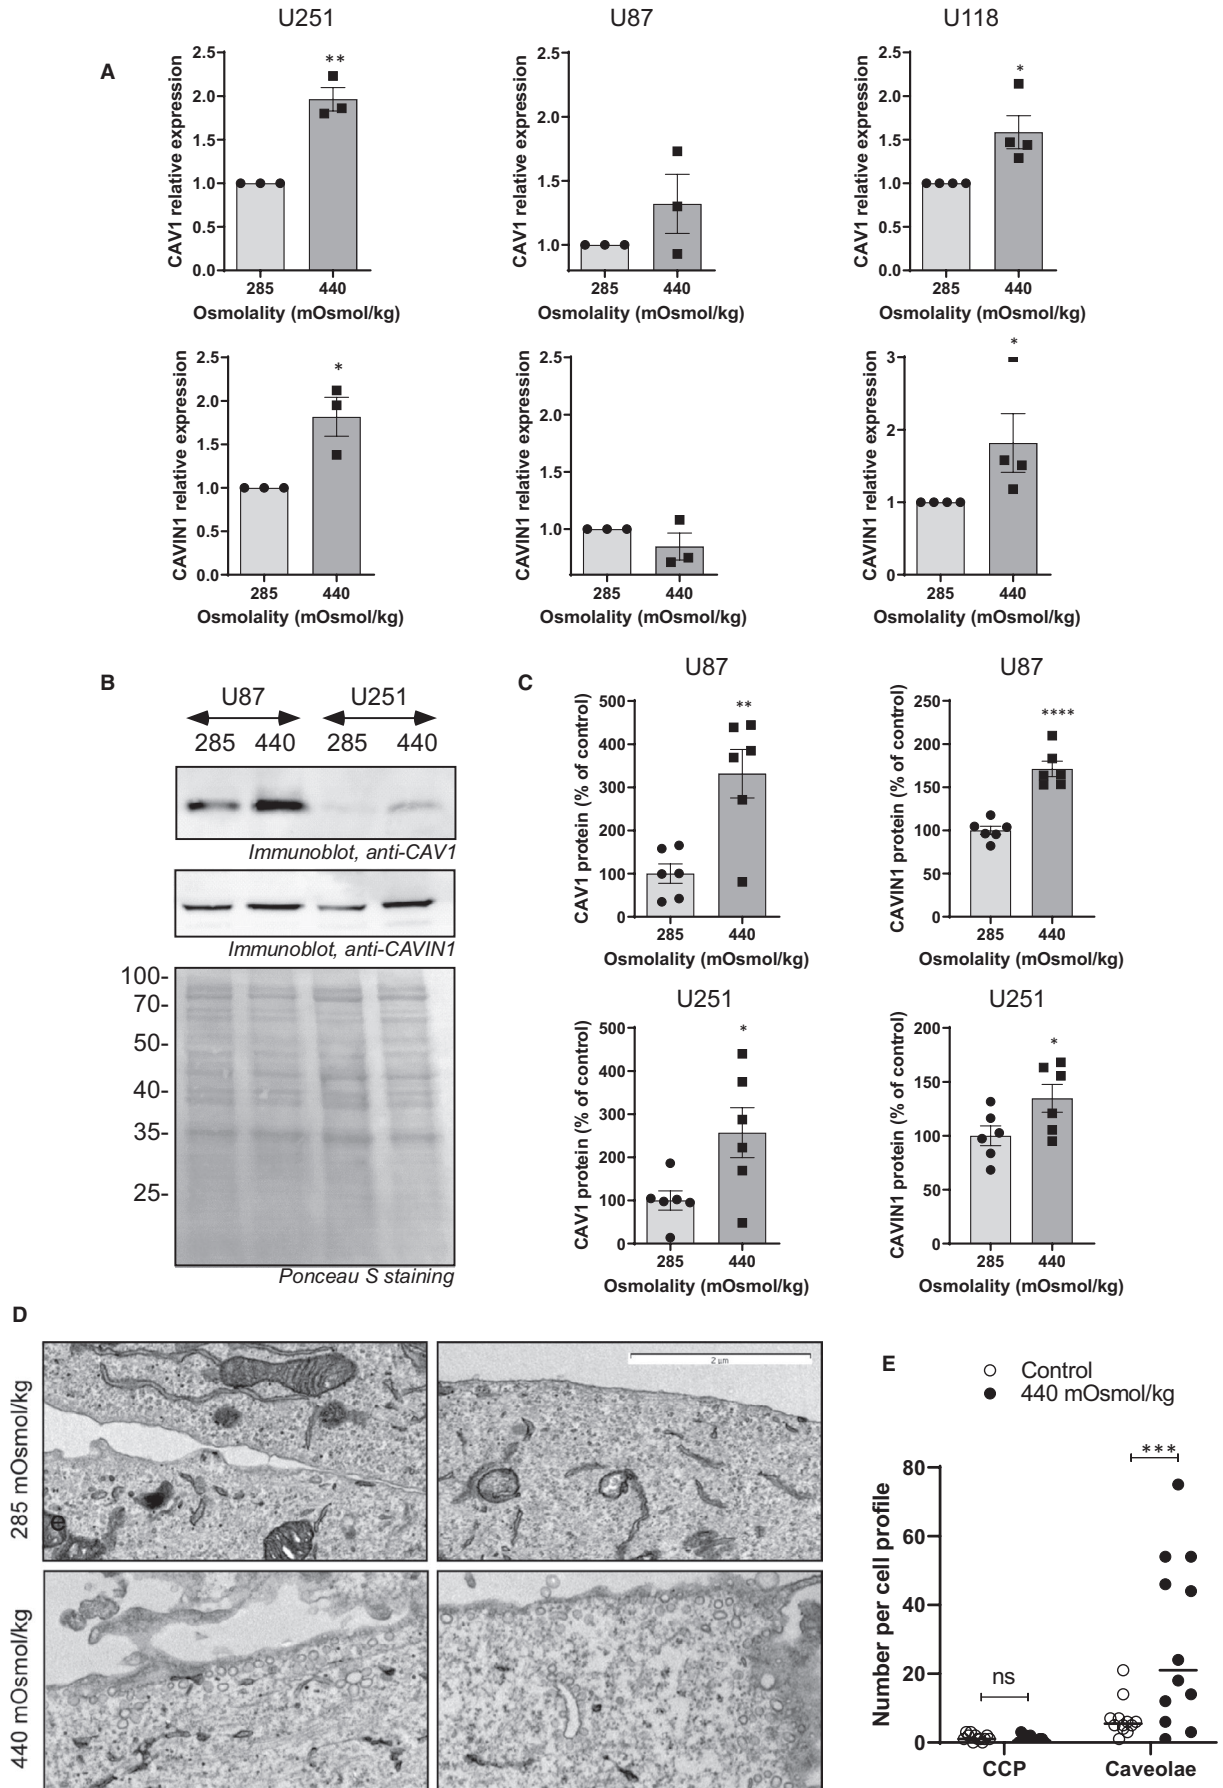 U251
U87
U118
A
CAV1 relative expression
2.5
2.0
1.5
1.0
0.5
0.0
**
285
440
Osmolality (mOsmol/kg)
CAV1 relative expression
2.5
2.0
1.5
1.0
285
440
Osmolality (mOsmol/kg)
CAV1 relative expression
2.5
2.0
1.5
1.0
0.5
0.0
*
285
440
Osmolality (mOsmol/kg)
CAVIN1 relative expression
2.5
2.0
1.5
1.0
0.5
0.0
*
285
440
Osmolality (mOsmol/kg)
CAVIN1 relative expression
2.5
2.0
1.5
1.0
285
440
Osmolality (mOsmol/kg)
CAVIN1 relative expression
3
2
1
0
*
285
440
Osmolality (mOsmol/kg)
B
U87
U251
285
440
285
440
Immunoblot, anti-CAV1
Immunoblot, anti-CAVIN1
100-
70-
50-
40-
35-
25-
Ponceau S staining
C
U87
CAV1 protein (% of control)
500
400
300
200
100
0
**
285
440
Osmolality (mOsmol/kg)
U87
CAVIN1 protein (% of control)
250
200
150
100
50
0
****
285
440
Osmolality (mOsmol/kg)
U251
CAV1 protein (% of control)
500
400
300
200
100
0
*
285
440
Osmolality (mOsmol/kg)
U251
CAVIN1 protein (% of control)
200
150
100
50
0
*
285
440
Osmolality (mOsmol/kg)
D
285 mOsmol/kg
2 µm
440 mOsmol/kg
E
Control
440 mOsmol/kg
Number per cell profile
80
60
40
20
0
ns
***
CCP
Caveolae